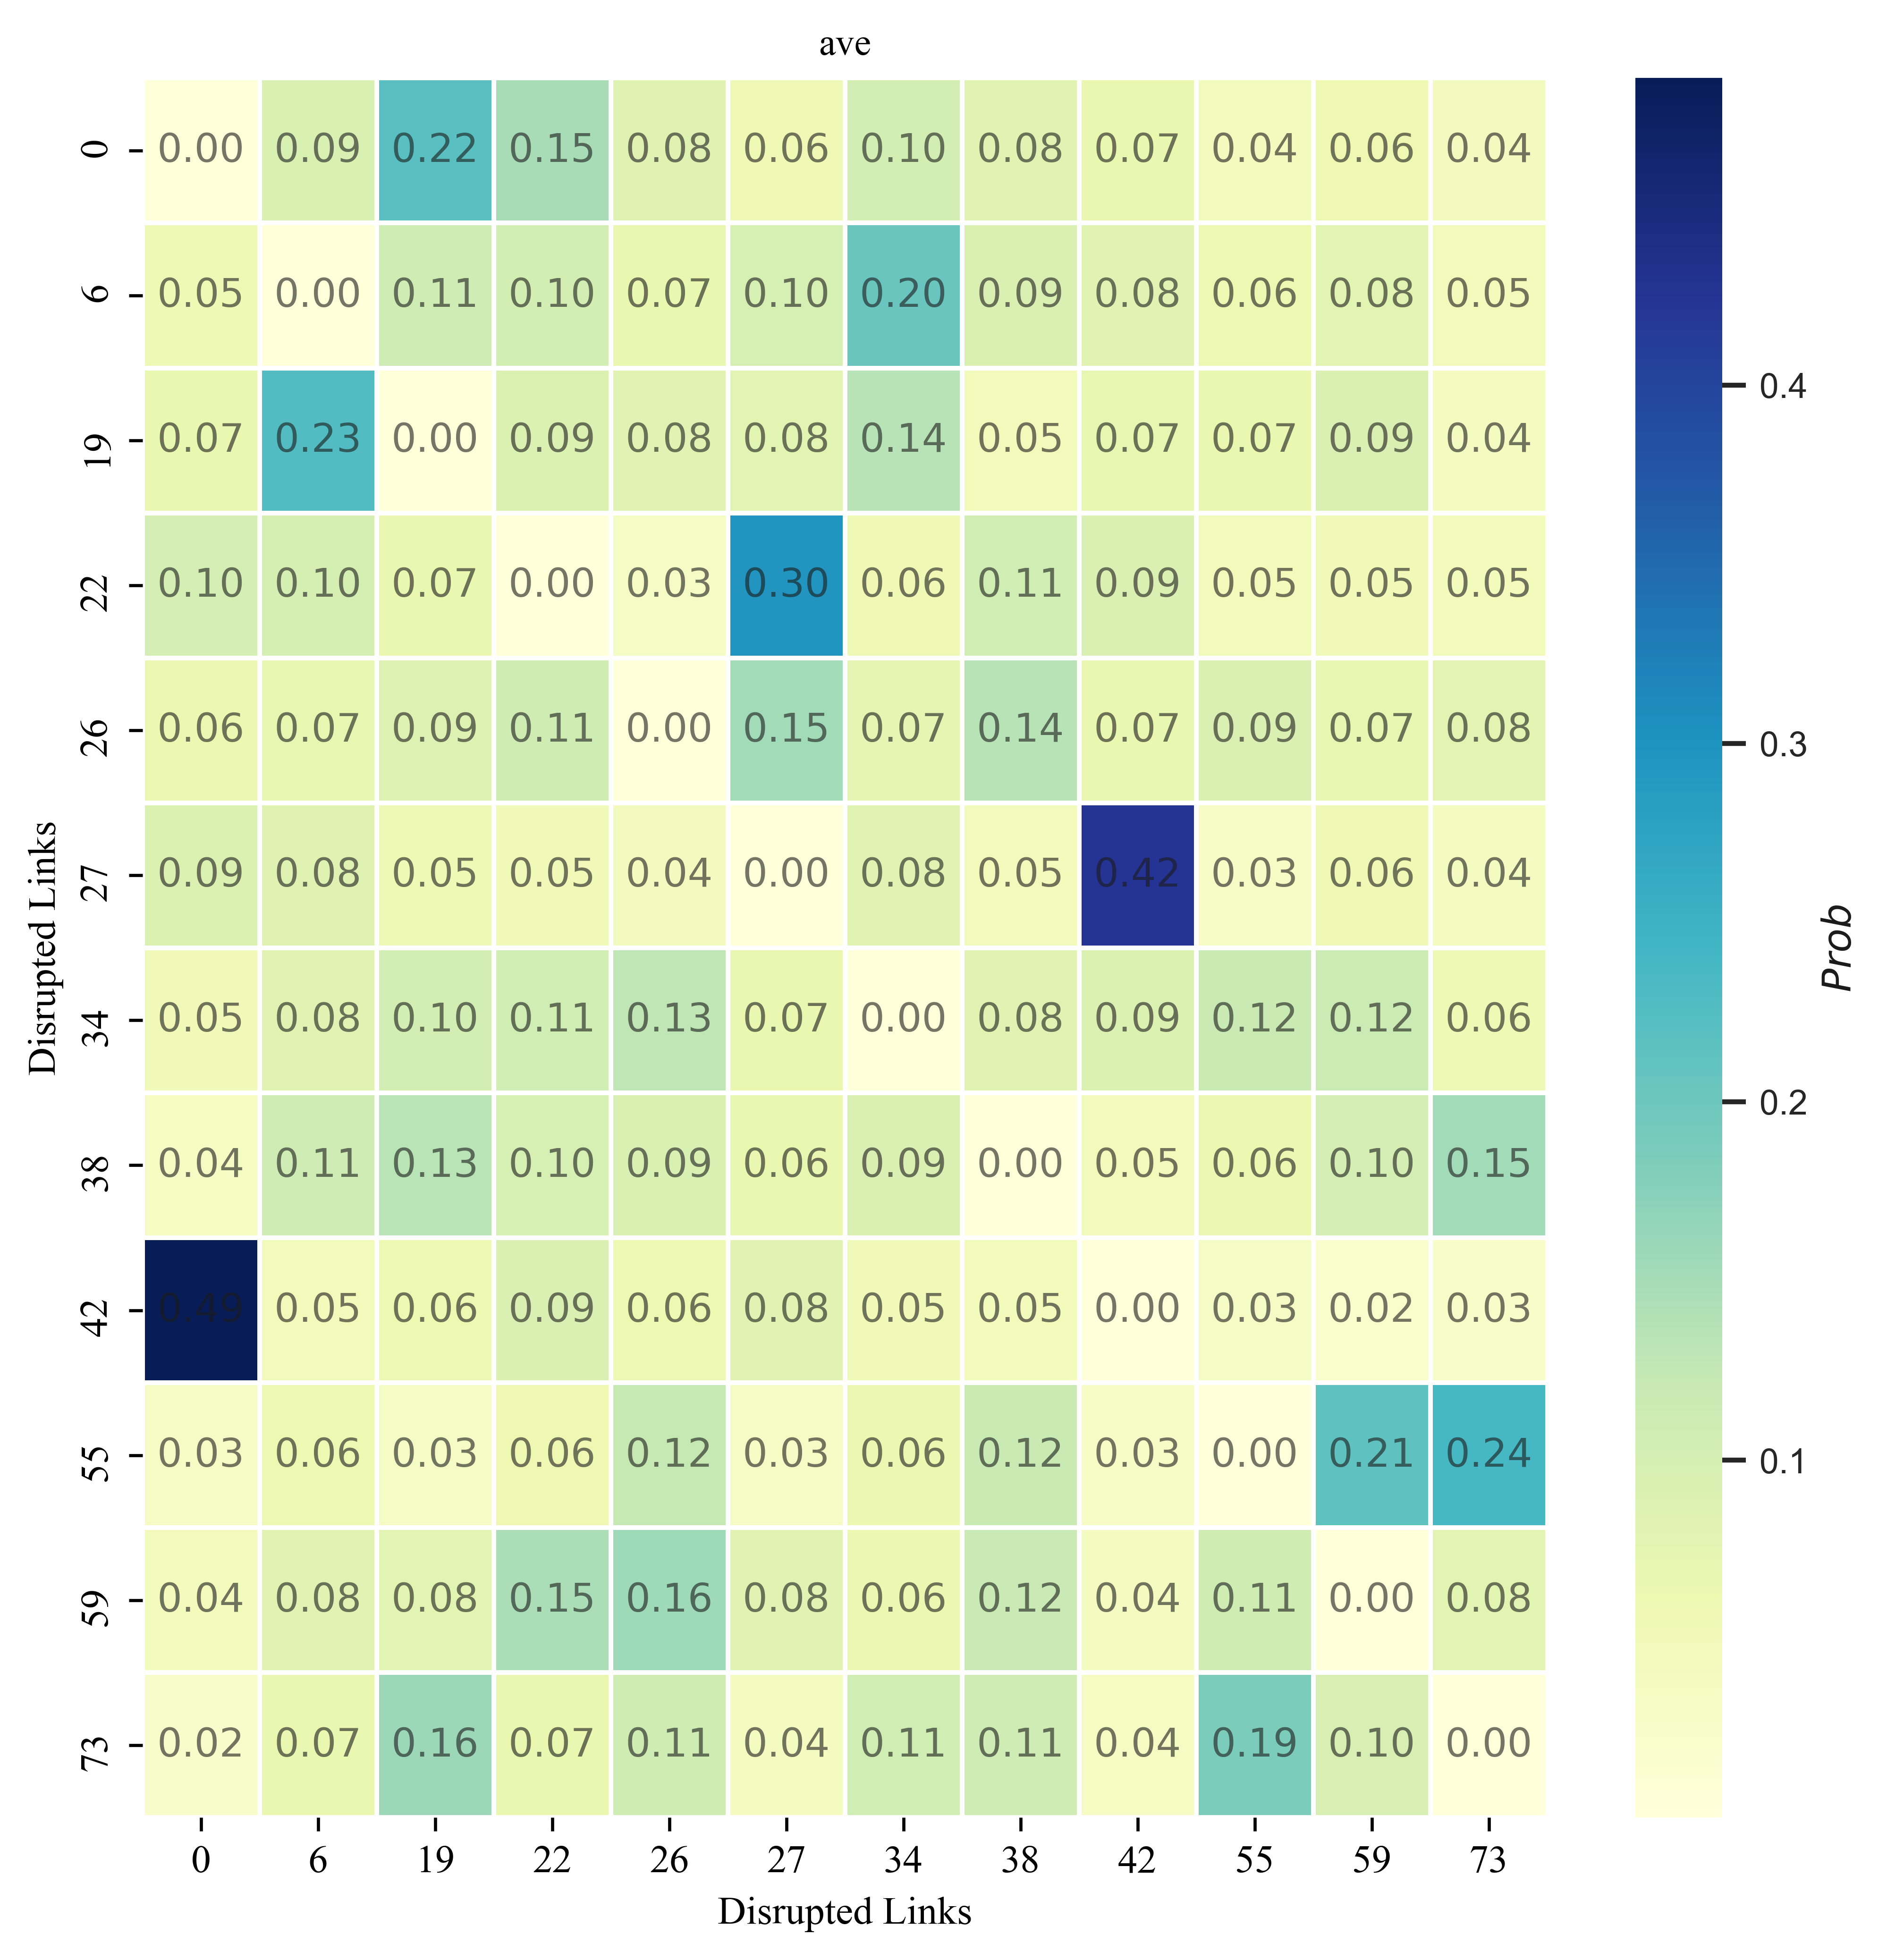 ave
0 0.00 0.09 0.22 0.15 0.08 0.06 0.10 0.08 0.07 0.04 0.06 0.04
6 0.05 0.00 0.11 0.10 0.07 0.10 0.20 0.09 0.08 0.06 0.08 0.05
19 0.07 0.23 0.00 0.09 0.08 0.08 0.14 0.05 0.07 0.07 0.09 0.04
22 0.10 0.10 0.07 0.00 0.03 0.30 0.06 0.11 0.09 0.05 0.05 0.05
26 0.06 0.07 0.09 0.11 0.00 0.15 0.07 0.14 0.07 0.09 0.07 0.08
27 0.09 0.08 0.05 0.05 0.04 0.00 0.08 0.05 0.42 0.03 0.06 0.04
34 0.05 0.08 0.10 0.11 0.13 0.07 0.00 0.08 0.09 0.12 0.12 0.06
38 0.04 0.11 0.13 0.10 0.09 0.06 0.09 0.00 0.05 0.06 0.10 0.15
42 0.49 0.05 0.06 0.09 0.06 0.08 0.05 0.05 0.00 0.03 0.02 0.03
55 0.03 0.06 0.03 0.06 0.12 0.03 0.06 0.12 0.03 0.00 0.21 0.24
59 0.04 0.08 0.08 0.15 0.16 0.08 0.06 0.12 0.04 0.11 0.00 0.08
73 0.02 0.07 0.16 0.07 0.11 0.04 0.11 0.11 0.04 0.19 0.10 0.00
0 6 19 22 26 27 34 38 42 55 59 73
Disrupted Links
Disrupted Links
0.4
0.3
0.2
0.1
Prob